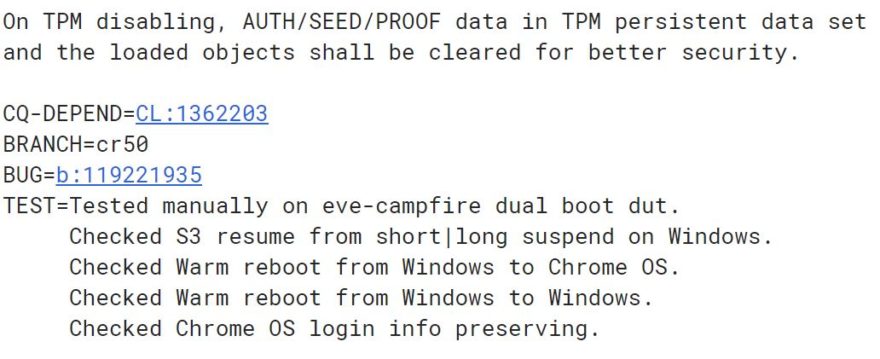 On TPM disabling, AUTH/SEED/PROOF data in TPM persistent data set
and the loaded objects shall be cleared for better security.

CQ-DEPEND=CL:1362203
BRANCH=cr50
BUG=b:119221935
TEST=Tested manually on eve-campfire dual boot dut.
     Checked S3 resume from short|long suspend on Windows.
     Checked Warm reboot from Windows to Chrome OS.
     Checked Warm reboot from Windows to Windows.
     Checked Chrome OS login info preserving.